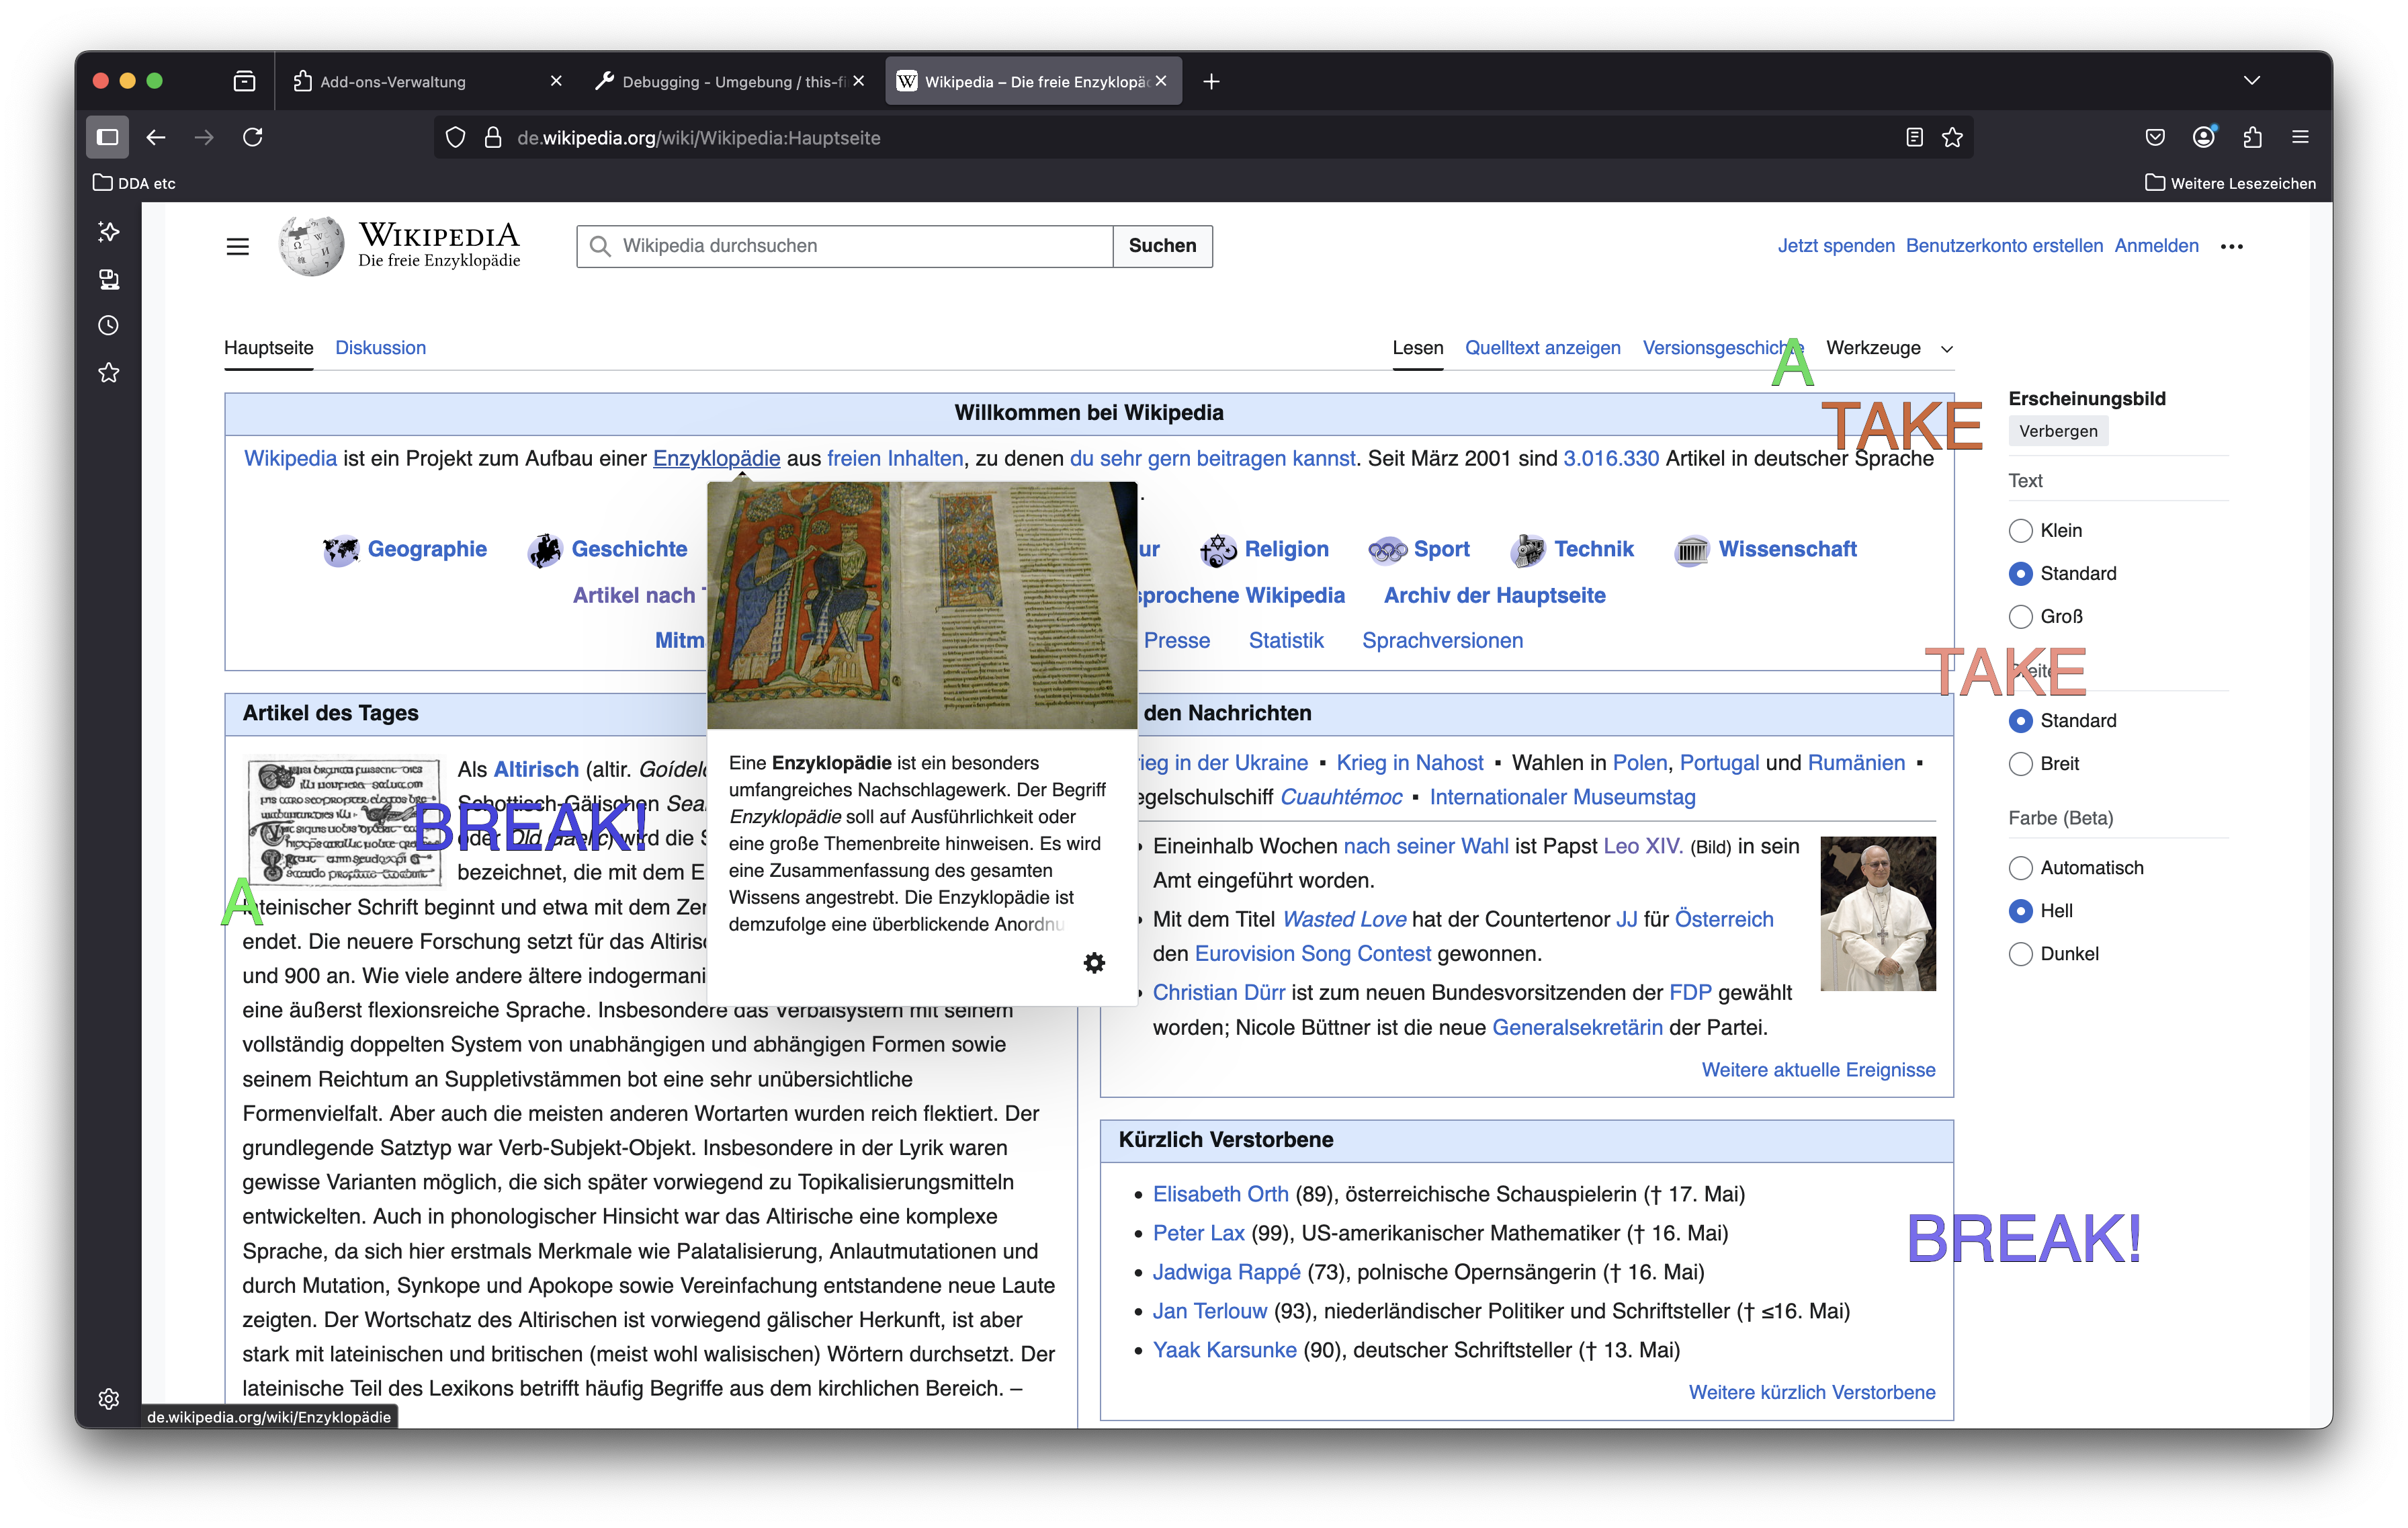 Add-ons-Verwaltung
Debugging - Umgebung / this-fi
Wikipedia – Die freie Enzyklopä
de.wikipedia.org/wiki/Wikipedia:Hauptseite
DDA etc
Weitere Lesezeichen
WIKIPEDIA
Die freie Enzyklopädie
Wikipedia durchsuchen
Suchen
Jetzt spenden Benutzerkonto erstellen Anmelden
Hauptseite Diskussion
Lesen Quelltext anzeigen Versionsgeschichte Werkzeuge
A
Willkommen bei Wikipedia
TAKE
Wikipedia ist ein Projekt zum Aufbau einer Enzyklopädie aus freien Inhalten, zu denen du sehr gern beitragen kannst. Seit März 2001 sind 3.016.330 Artikel in deutscher Sprache
.
Geographie Geschichte ur Religion Sport Technik Wissenschaft
Artikel nach sprochene Wikipedia Archiv der Hauptseite
Mitm Presse Statistik Sprachversionen
Artikel des Tages
Als Altirisch (altir. Goídel
Schottisch-Gälischen Sea
oder Old Gaelic) wird die S
BREAK!
bezeichnet, die mit dem E
A
lateinischer Schrift beginnt und etwa mit dem Zer
endet. Die neuere Forschung setzt für das Altiris
und 900 an. Wie viele andere ältere indogermani
eine äußerst flexionsreiche Sprache. Insbesondere das Verbalsystem mit seinem
vollständig doppelten System von unabhängigen und abhängigen Formen sowie
seinem Reichtum an Suppletivstämmen bot eine sehr unübersichtliche
Formenvielfalt. Aber auch die meisten anderen Wortarten wurden reich flektiert. Der
grundlegende Satztyp war Verb-Subjekt-Objekt. Insbesondere in der Lyrik waren
gewisse Varianten möglich, die sich später vorwiegend zu Topikalisierungsmitteln
entwickelten. Auch in phonologischer Hinsicht war das Altirische eine komplexe
Sprache, da sich hier erstmals Merkmale wie Palatalisierung, Anlautmutationen und
durch Mutation, Synkope und Apokope sowie Vereinfachung entstandene neue Laute
zeigten. Der Wortschatz des Altirischen ist vorwiegend gälischer Herkunft, ist aber
stark mit lateinischen und britischen (meist wohl walisischen) Wörtern durchsetzt. Der
lateinische Teil des Lexikons betrifft häufig Begriffe aus dem kirchlichen Bereich. –
Eine Enzyklopädie ist ein besonders
umfangreiches Nachschlagewerk. Der Begriff
Enzyklopädie soll auf Ausführlichkeit oder
eine große Themenbreite hinweisen. Es wird
eine Zusammenfassung des gesamten
Wissens angestrebt. Die Enzyklopädie ist
demzufolge eine überblickende Anordnu
den Nachrichten
rieg in der Ukraine ▪ Krieg in Nahost ▪ Wahlen in Polen, Portugal und Rumänien ▪
egelschulschiff Cuauhtémoc ▪ Internationaler Museumstag
Eineinhalb Wochen nach seiner Wahl ist Papst Leo XIV. (Bild) in sein
Amt eingeführt worden.
Mit dem Titel Wasted Love hat der Countertenor JJ für Österreich
den Eurovision Song Contest gewonnen.
Christian Dürr ist zum neuen Bundesvorsitzenden der FDP gewählt
worden; Nicole Büttner ist die neue Generalsekretärin der Partei.
Weitere aktuelle Ereignisse
Kürzlich Verstorbene
• Elisabeth Orth (89), österreichische Schauspielerin († 17. Mai)
• Peter Lax (99), US-amerikanischer Mathematiker († 16. Mai)
• Jadwiga Rappé (73), polnische Opernsängerin († 16. Mai)
• Jan Terlouw (93), niederländischer Politiker und Schriftsteller († ≤16. Mai)
• Yaak Karsunke (90), deutscher Schriftsteller († 13. Mai)
Weitere kürzlich Verstorbene
Erscheinungsbild
Verbergen
Text
Klein
Standard
Groß
Breite
TAKE
Standard
Breit
Farbe (Beta)
Automatisch
Hell
Dunkel
BREAK!
de.wikipedia.org/wiki/Enzyklopädie